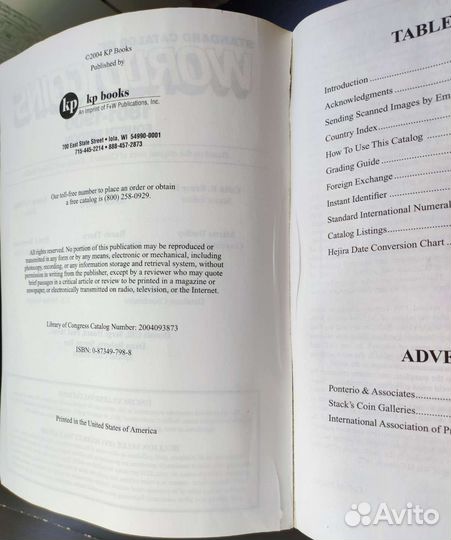 ©2004 KP Books
Published by
kp
kp books
An imprint of F+W Publications, Inc.
700 East State Street • Iola, WI 54990-0001
715-445-2214 • 888-457-2873
Our toll-free number to place an order or obtain
a free catalog is (800) 258-0929.
All rights reserved. No portion of this publication may be reproduced or
transmitted in any form or by any means, electronic or mechanical, including
photocopy, recording, or any information storage and retrieval system, without
permission in writing from the publisher, except by a reviewer who may quote
brief passages in a critical article or review to be printed in a magazine or
newspaper, or electronically transmitted on radio, television, or the Internet.
Library of Congress Catalog Number: 2004093873
ISBN: 0-87349-798-8
Printed in the United States of America
TABLE
Introduction
Acknowledgments
Sending Scanned Images by Em
Country Index
How To Use This Catalog
Grading Guide
Foreign Exchange
Instant Identifier
Standard International Numeral
Catalog Listings
Hejira Date Conversion Chart
ADVE
Ponterio & Associates
Stack's Coin Galleries
International Association of P
Avito